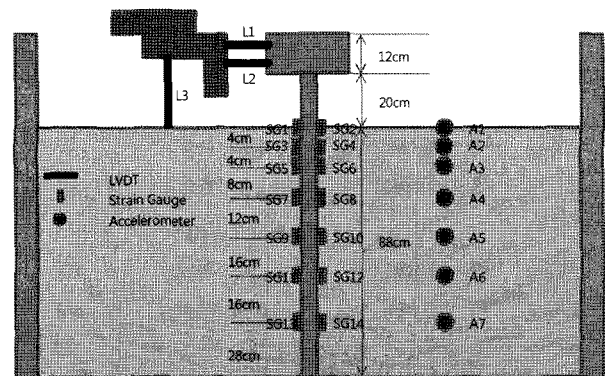 L1
12cm
L2
L3
20cm
SG1 SG2 A1
4cm
SG3 SG4 A2
4cm
SG5 SG6 A3
LVDT
8cm
Strain Gauge
SG7 SG8 A4
Accelerometer
12cm
SG9 SG10 88cm A5
16cm
SG11 SG12 A6
16cm
SG13 SG14 A7
28cm